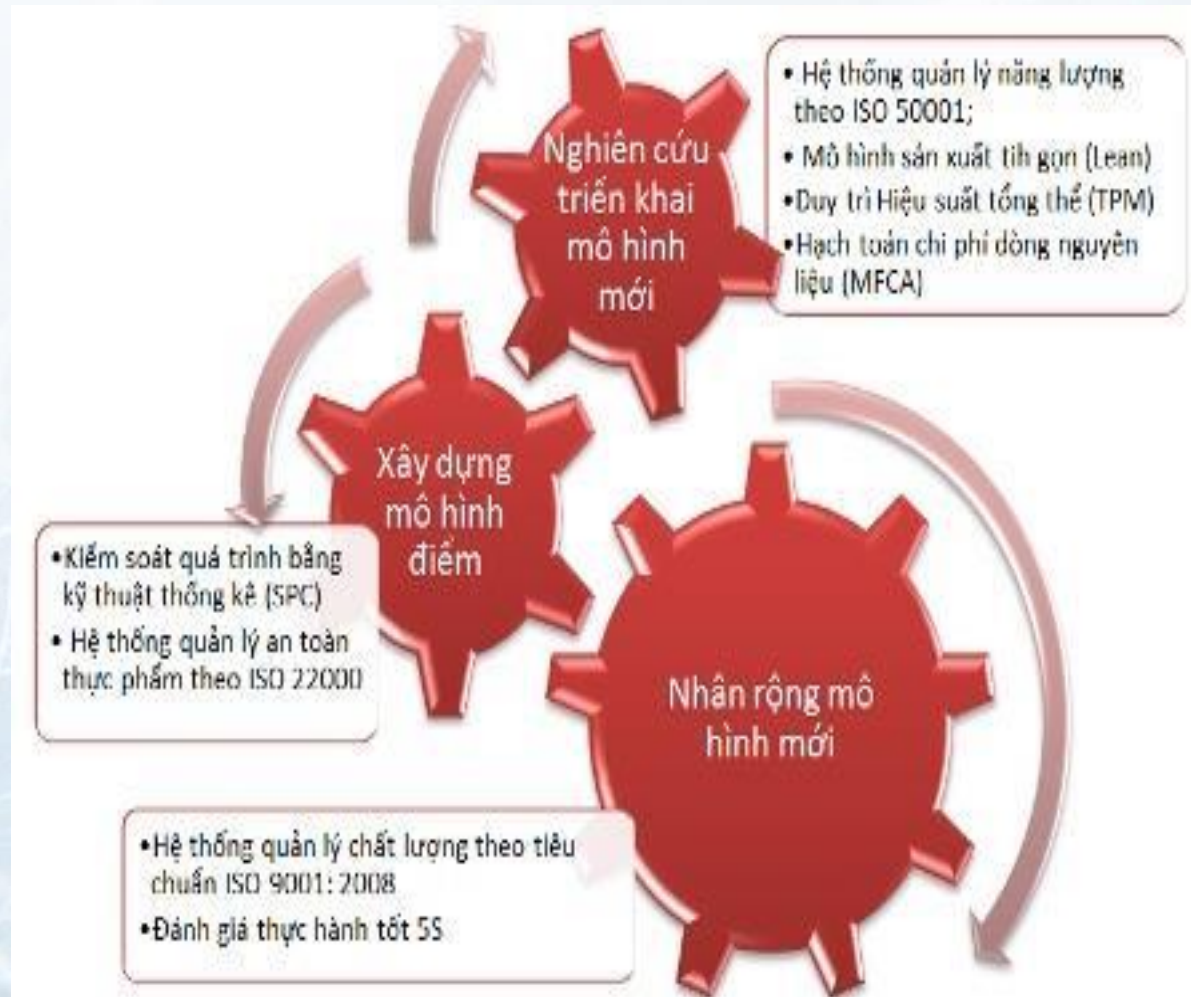 Nghiên cứu
triển khai
mô hình
mới
• Hệ thống quản lý năng lượng
theo ISO 50001;
• Mô hình sản xuất tih gọn (Lean)
•Duy trì Hiệu suất tổng thể (TPM)
•Hạch toán chi phí dòng nguyên
liệu (MFCA)
Xây dựng
mô hình
điểm
•Kiểm soát quá trình bằng
kỹ thuật thống kê (SPC)
• Hệ thống quản lý an toàn
thực phẩm theo ISO 22000
Nhân rộng mô
hình mới
•Hệ thống quản lý chất lượng theo tiêu
chuẩn ISO 9001: 2008
•Đánh giá thực hành tốt 5S